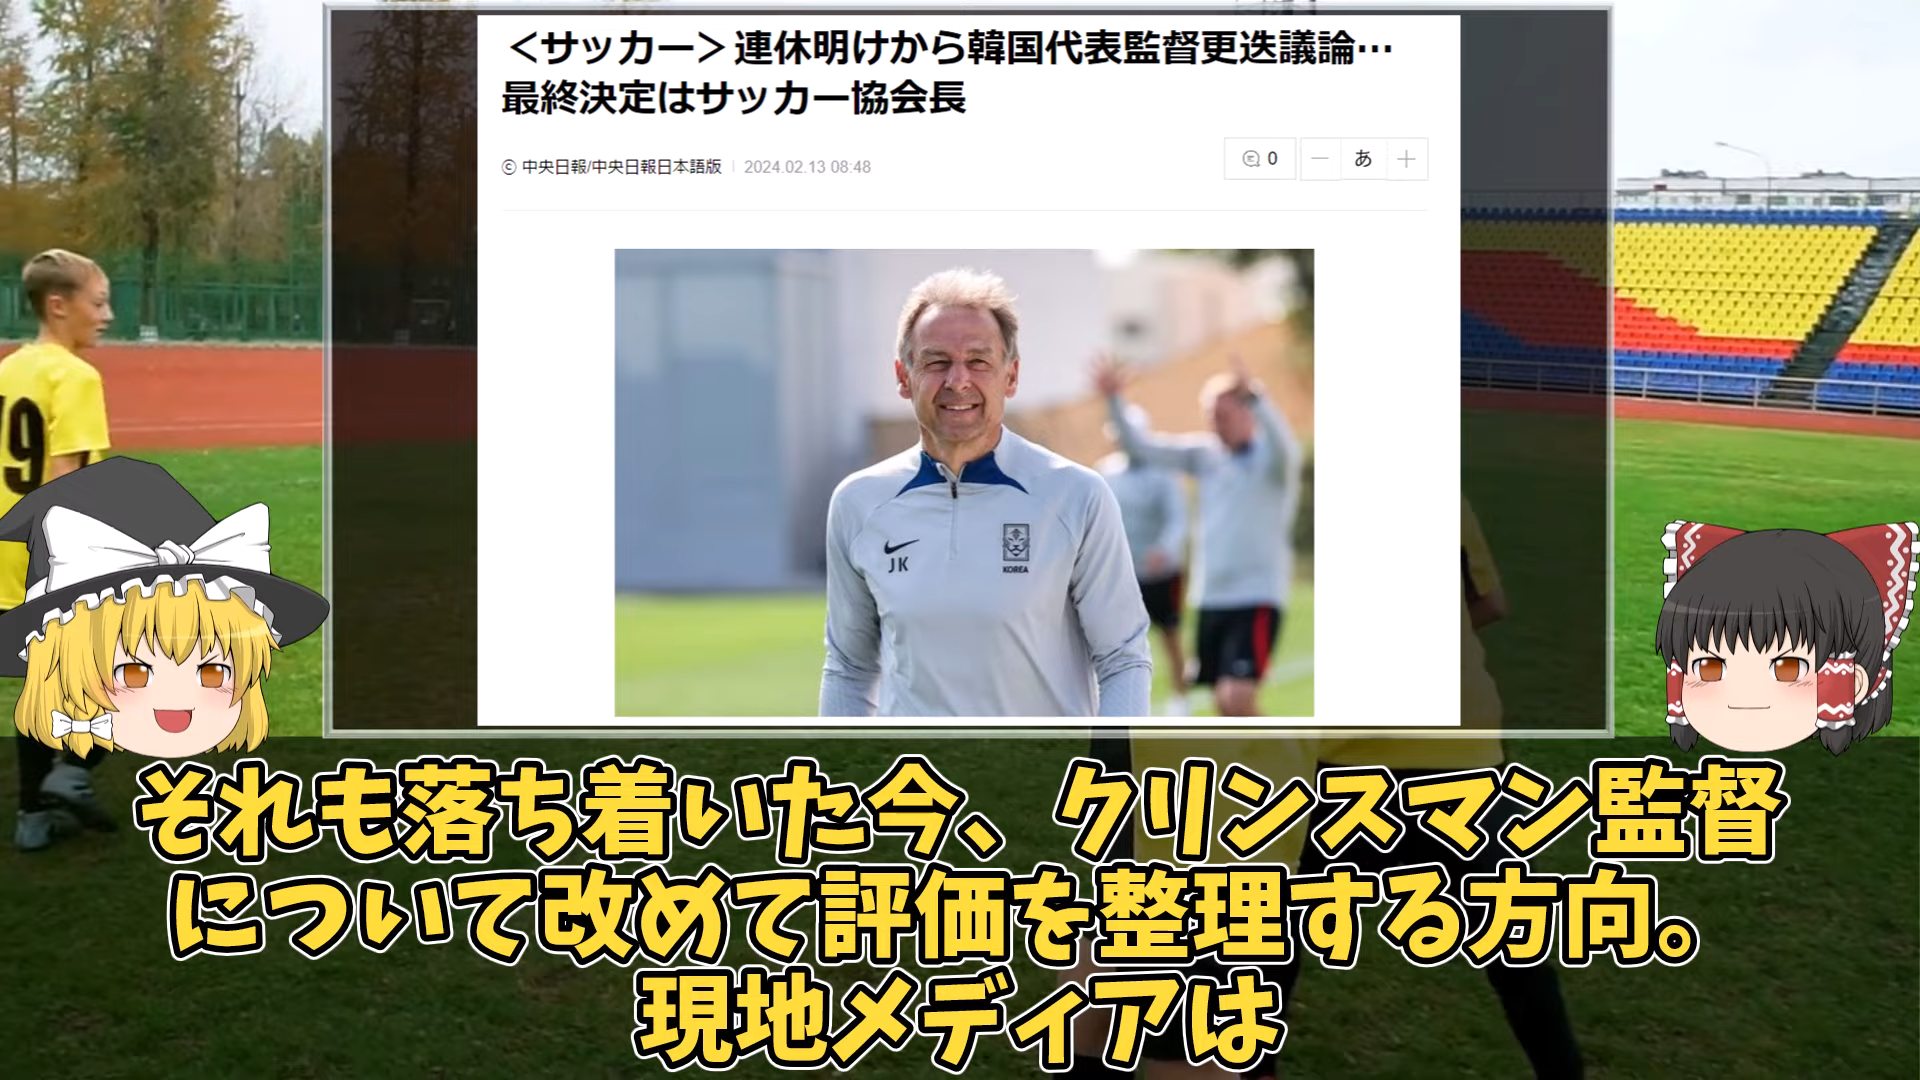 ＜サッカー＞連休明けから韓国代表監督更迭議論…
最終決定はサッカー協会長
ⓒ 中央日報/中央日報日本語版 | 2024.02.13 08:48
0
－ あ ＋
19
JK
KOREA
それも落ち着いた今、クリンスマン監督
について改めて評価を整理する方向。
現地メディアは